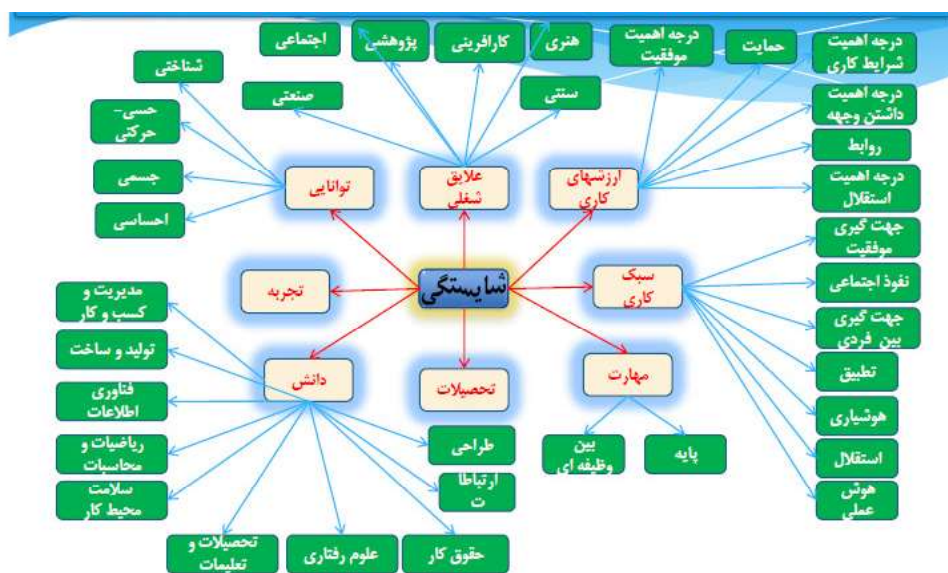 هنری
کارآفرینی
پژوهشی
اجتماعی
درجه اهمیت
موفقیت
حمایت
درجه اهمیت
شرایط کاری
شناختی
صنعتی
سنتی
درجه اهمیت
داشتن وجهه
حسی-
حرکتی
روابط
جسمی
توانایی
علایق
شغلی
ارزشهای
کاری
درجه اهمیت
استقلال
احساسی
جهت گیری
موفقیت
تجربه
شایستگی
سبک
کاری
نفوذ اجتماعی
مدیریت و
کسب و کار
جهت گیری
بین فردی
تولید و ساخت
دانش
تحصیلات
مهارت
تطبیق
فناوری
اطلاعات
هوشیاری
ریاضیات و
محاسبات
طراحی
بین
وظیفه ای
پایه
استقلال
سلامت
محیط کار
ارتباطا
ت
هوش
عملی
تحصیلات و
تعلیمات
علوم رفتاری
حقوق کار